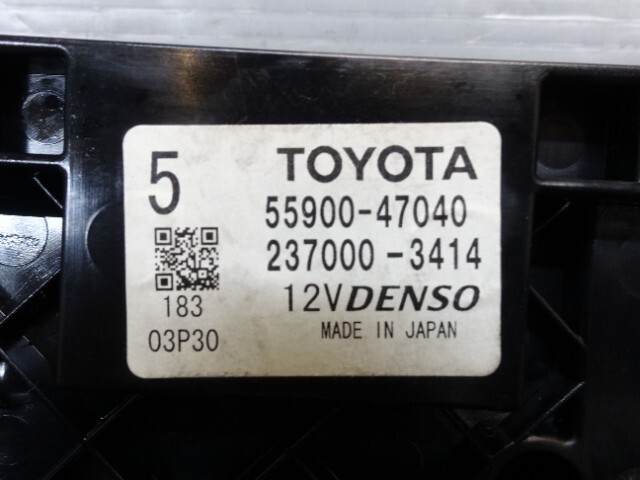 5 TOYOTA
55900-47040
237000-3414
183 12V DENSO
03P30 MADE IN JAPAN